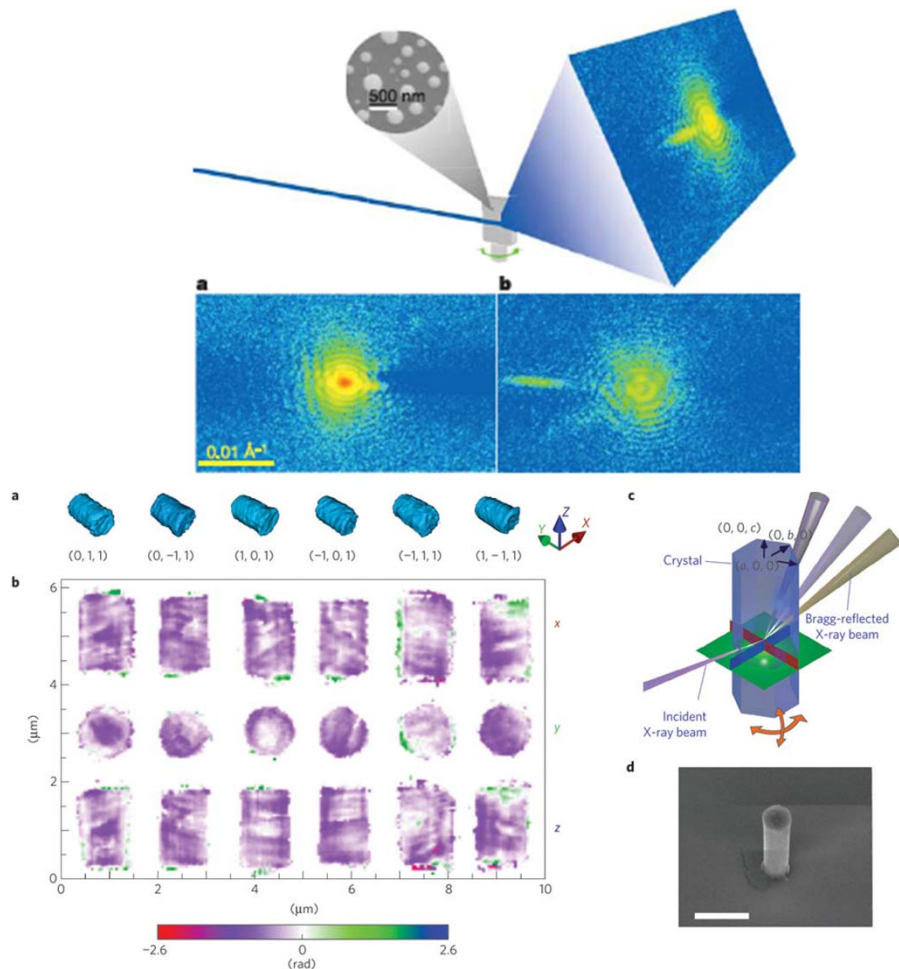 500 nm
a
b
0.01 Å⁻¹
a
(0, 1, 1)
(0, -1, 1)
(1, 0, 1)
(-1, 0, 1)
(-1, 1, 1)
(1, -1, 1)
Z
Y
X
b
6
4
2
0
(μm)
x
y
z
0
2
4
6
8
10
(μm)
-2.6
0
2.6
(rad)
c
(0, 0, c)
(0, b, 0)
(a, 0, 0)
Crystal
Bragg-reflected
X-ray beam
Incident
X-ray beam
d